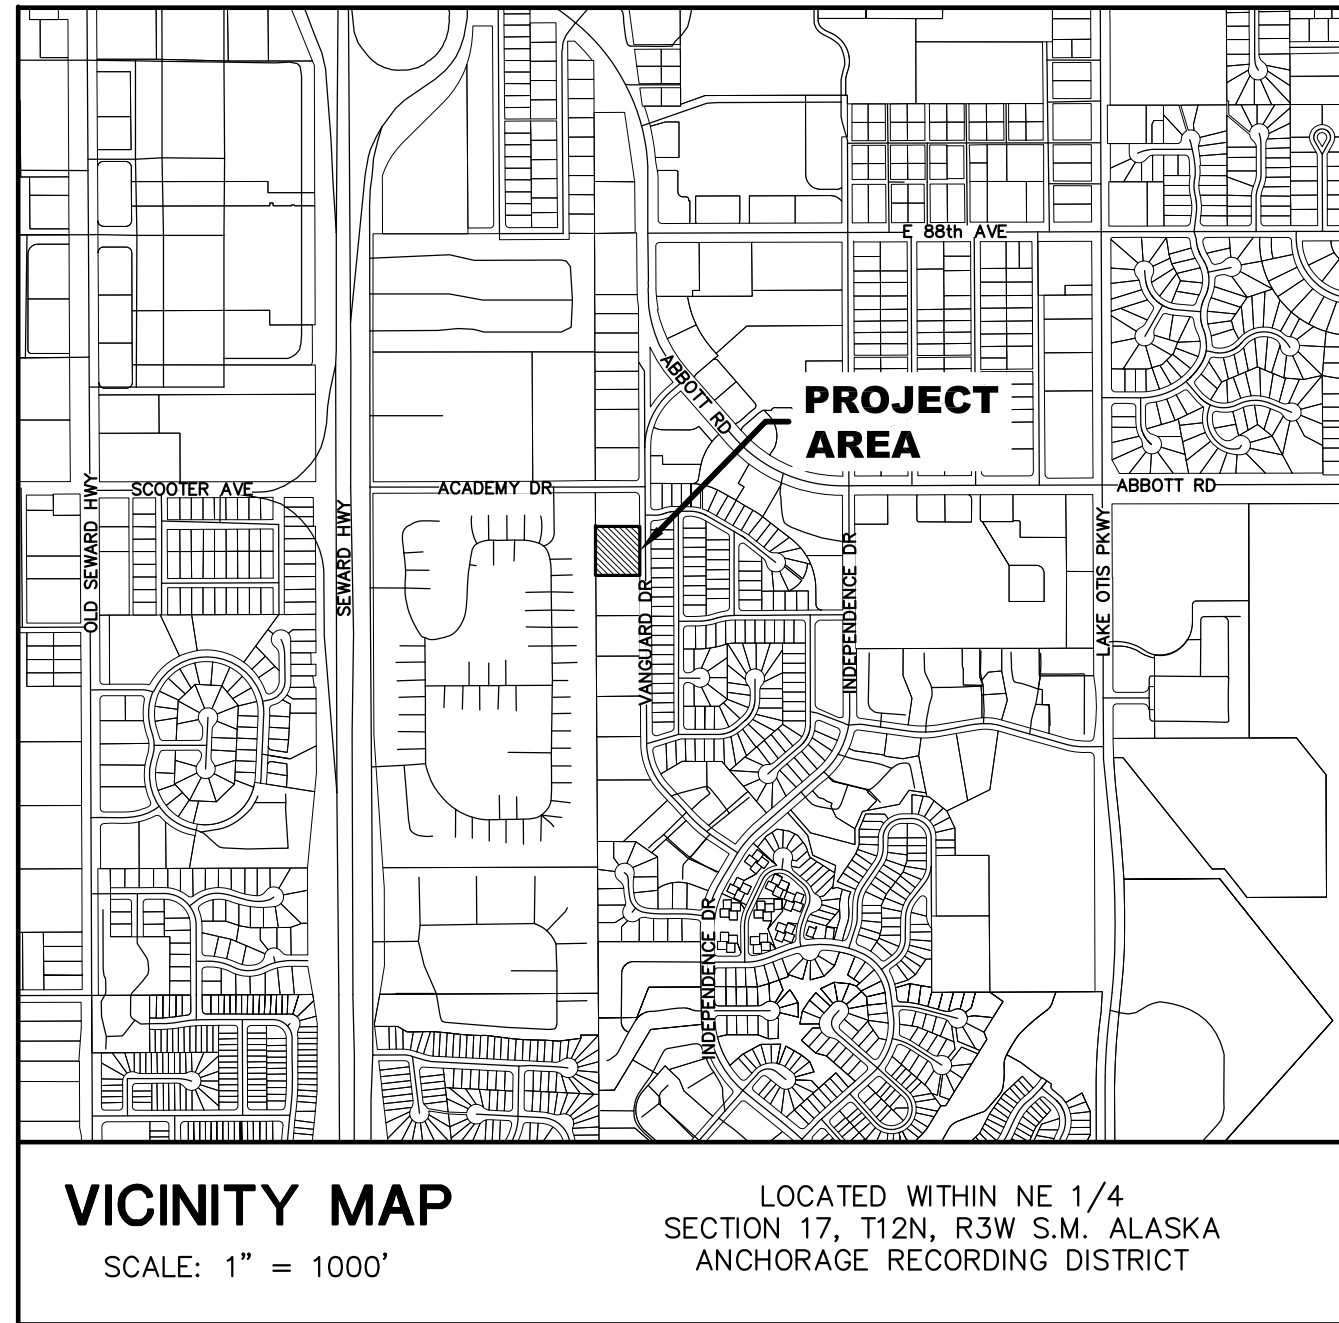 E 88th AVE
ABBOTT RD
PROJECT
AREA
SCOOTER AVE
ACADEMY DR
ABBOTT RD
OLD SEWARD HWY
SEWARD HWY
VANGUARD DR
INDEPENDENCE DR
LAKE OTIS PKWY
INDEPENDENCE DR
VICINITY MAP
SCALE: 1" = 1000'
LOCATED WITHIN NE 1/4
SECTION 17, T12N, R3W S.M. ALASKA
ANCHORAGE RECORDING DISTRICT